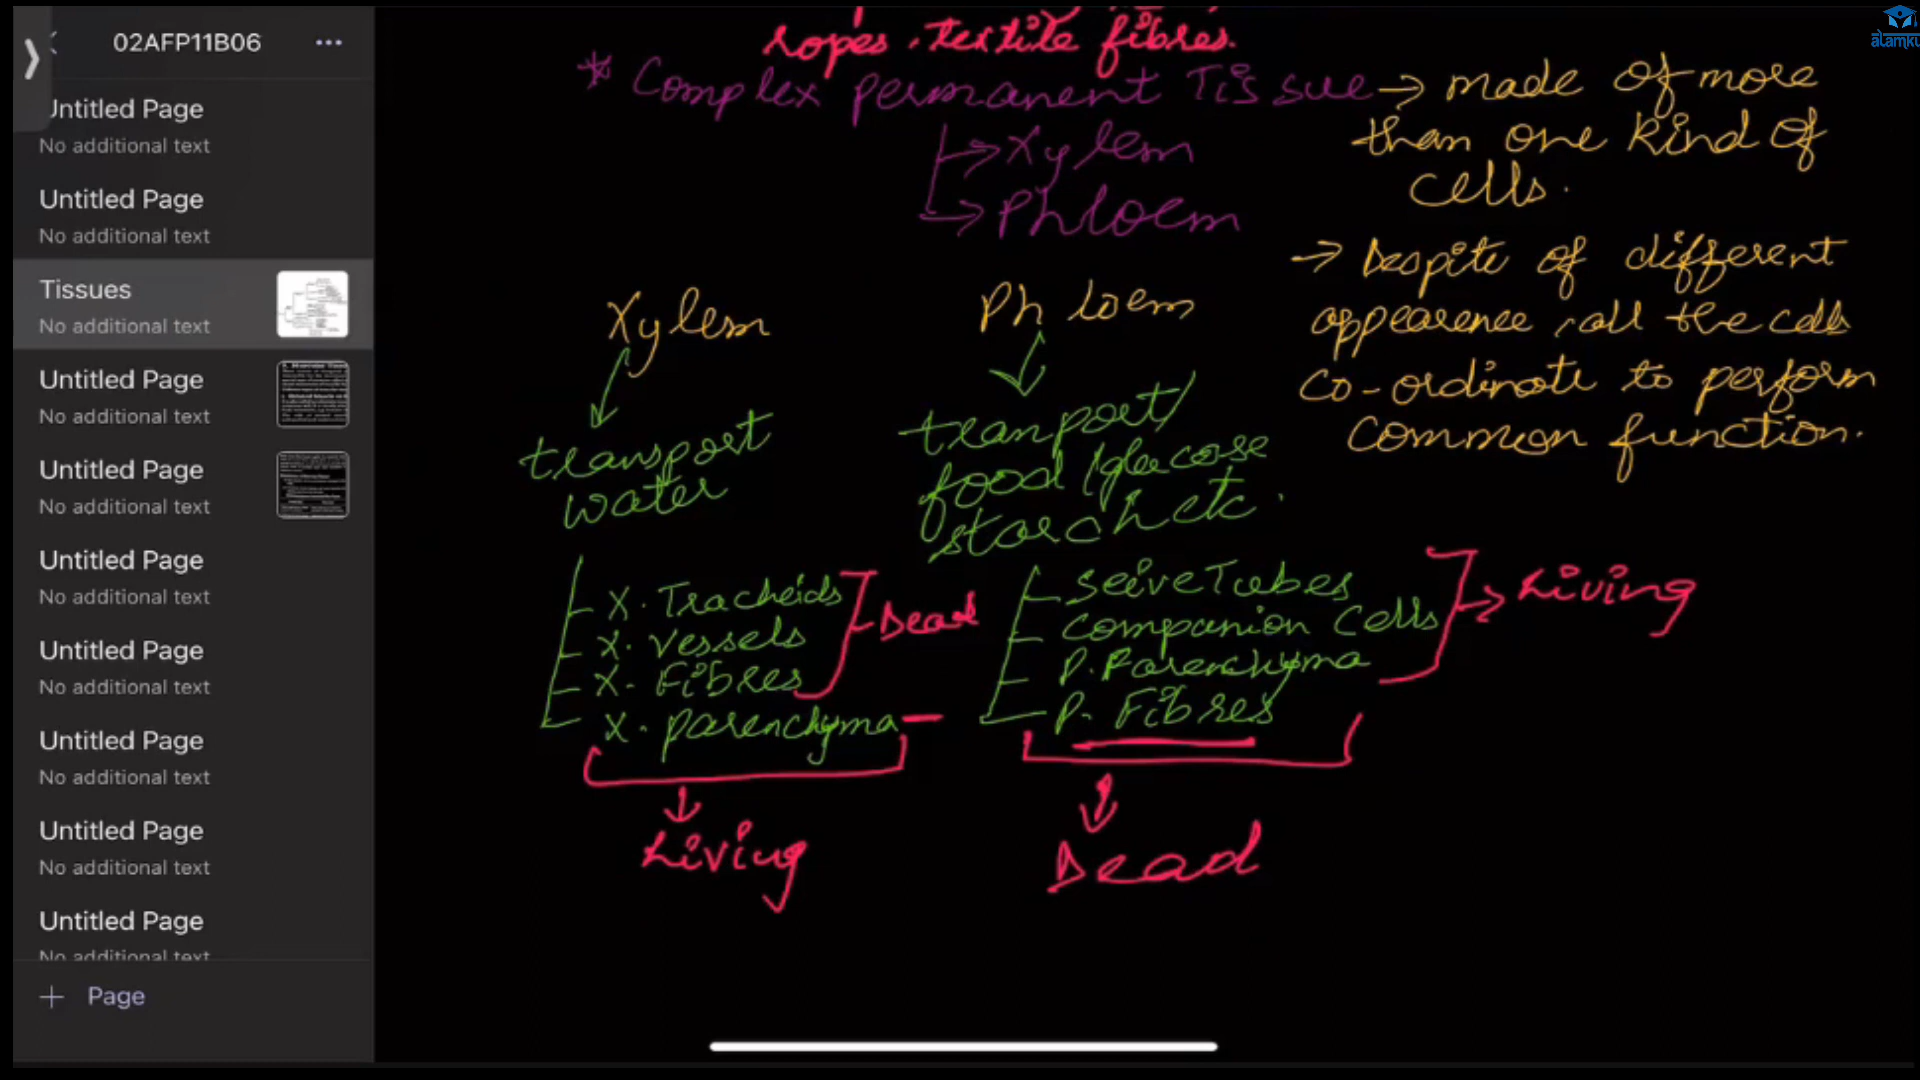 02AFP11B06
Untitled Page
No additional text
Untitled Page
No additional text
Tissues
No additional text
Untitled Page
No additional text
Untitled Page
No additional text
Untitled Page
No additional text
Untitled Page
No additional text
Untitled Page
No additional text
Untitled Page
No additional text
Untitled Page
No additional text
+ Page
ropes, textile fibres.
* Complex permanent Tissue
→ Xylem
→ Phloem
→ made of more
than one kind of
cells.
→ Despite of different
appearence, all the cells
co-ordinate to perform
common function.
Xylem
transport
water
X. Tracheids
X. Vessels
X. Fibres
Dead
X. parenchyma
Living
Phloem
tranport/
food/glucose
starch etc.
Seive Tubes
Companion Cells
P. Parenchyma
→ Living
P. Fibres
Dead